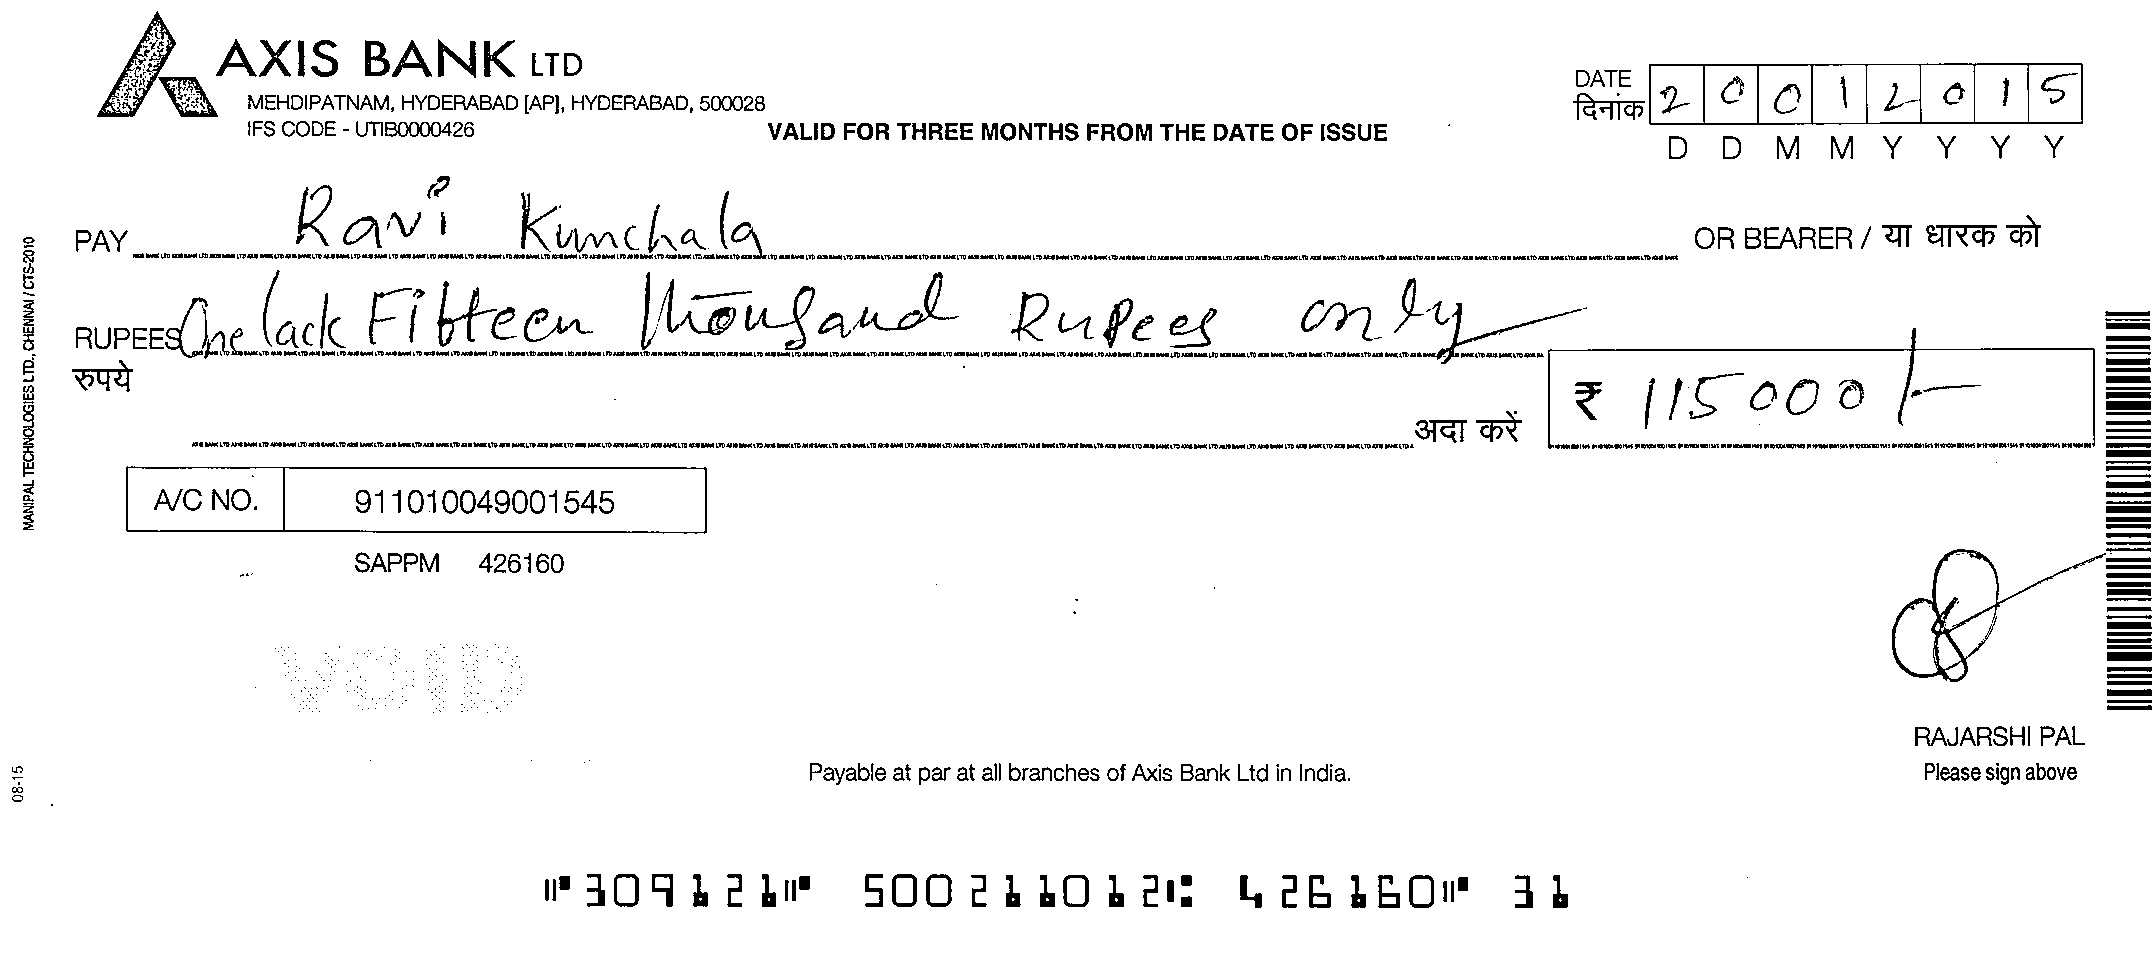 AXIS BANK LTD
MEHDIPATNAM, HYDERABAD [AP], HYDERABAD, 500028
IFS CODE - UTIB0000426
VALID FOR THREE MONTHS FROM THE DATE OF ISSUE
DATE
दिनांक
2 0 0 1 2 0 1 5
D D M M Y Y Y Y
PAY Ravi Kunchala OR BEARER / या धारक को
RUPEES One lack Fifteen thousand Rupees only
रुपये
अदा करें ₹ 115000/-
A/C NO. 911010049001545
SAPPM 426160
VOID
RAJARSHI PAL
Please sign above
Payable at par at all branches of Axis Bank Ltd in India.
MANIPAL TECHNOLOGIES LTD., CHENNAI / CTS-2010
08-15
⑈309121⑈ 500211012⑆ 426160⑈ 31